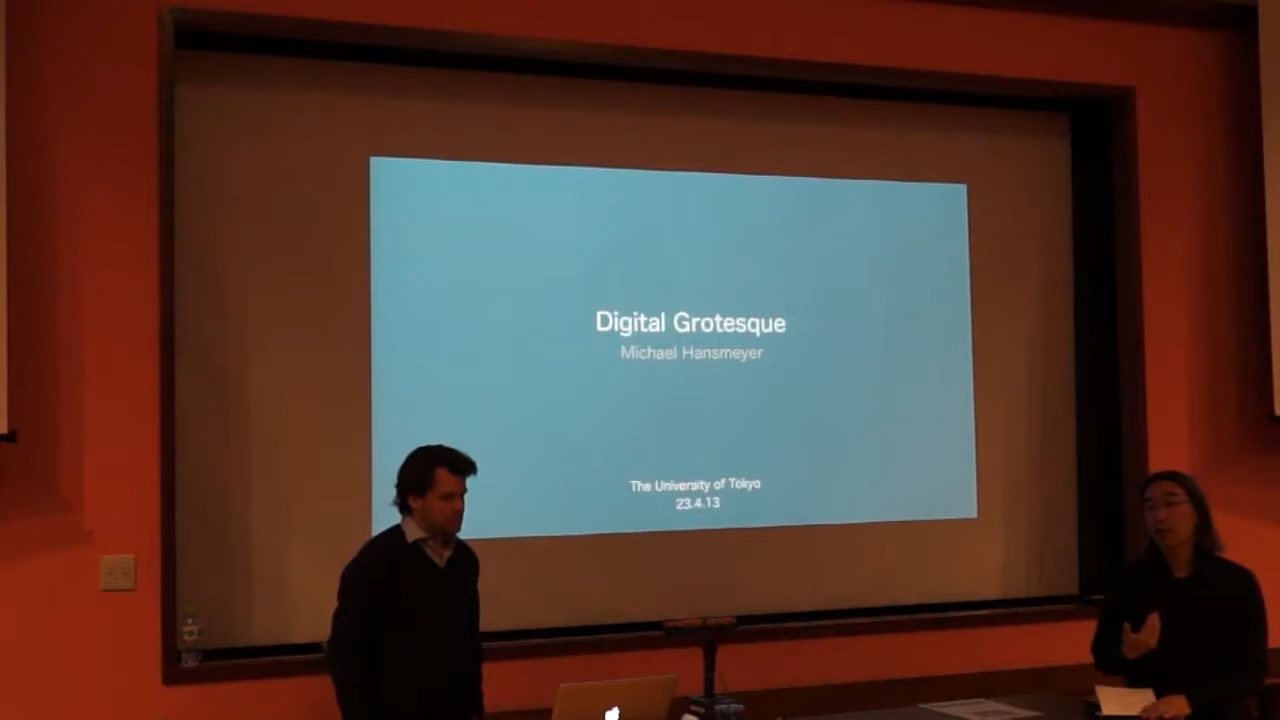 Digital Grotesque
Michael Hansmeyer
The University of Tokyo
23.4.13